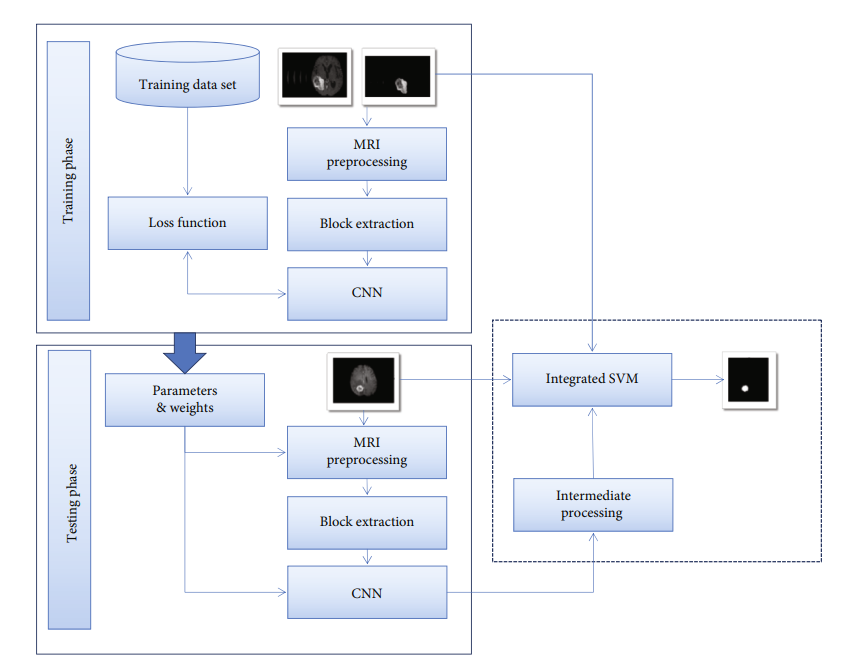 Training phase
Training data set
MRI
preprocessing
Loss function
Block extraction
CNN
Testing phase
Parameters
& weights
MRI
preprocessing
Block extraction
CNN
Integrated SVM
Intermediate
processing